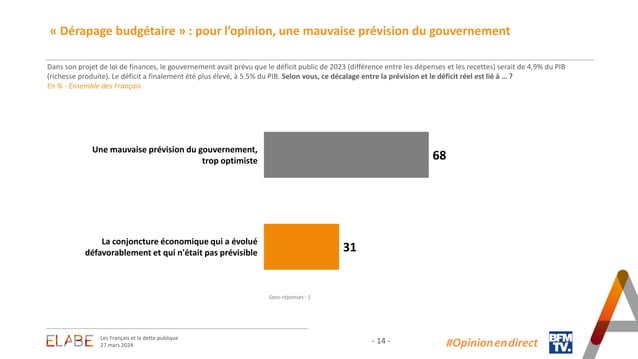 « Dérapage budgétaire » : pour l’opinion, une mauvaise prévision du gouvernement
Dans son projet de loi de finances, le gouvernement avait prévu que le déficit public de 2023 (différence entre les dépenses et les recettes) serait de 4,9% du PIB
(richesse produite). Le déficit a finalement été plus élevé, à 5.5% du PIB. Selon vous, ce décalage entre la prévision et le déficit réel est lié à … ?
En % - Ensemble des Français
Une mauvaise prévision du gouvernement,
trop optimiste
68
La conjoncture économique qui a évolué
défavorablement et qui n'était pas prévisible
31
Sans réponses : 1
ELABE
Les Français et la dette publique
27 mars 2024
- 14 -
#Opinionendirect
BFM
TV.